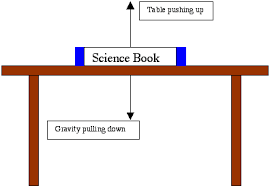 Table pushing up
Science Book
Gravity pulling down